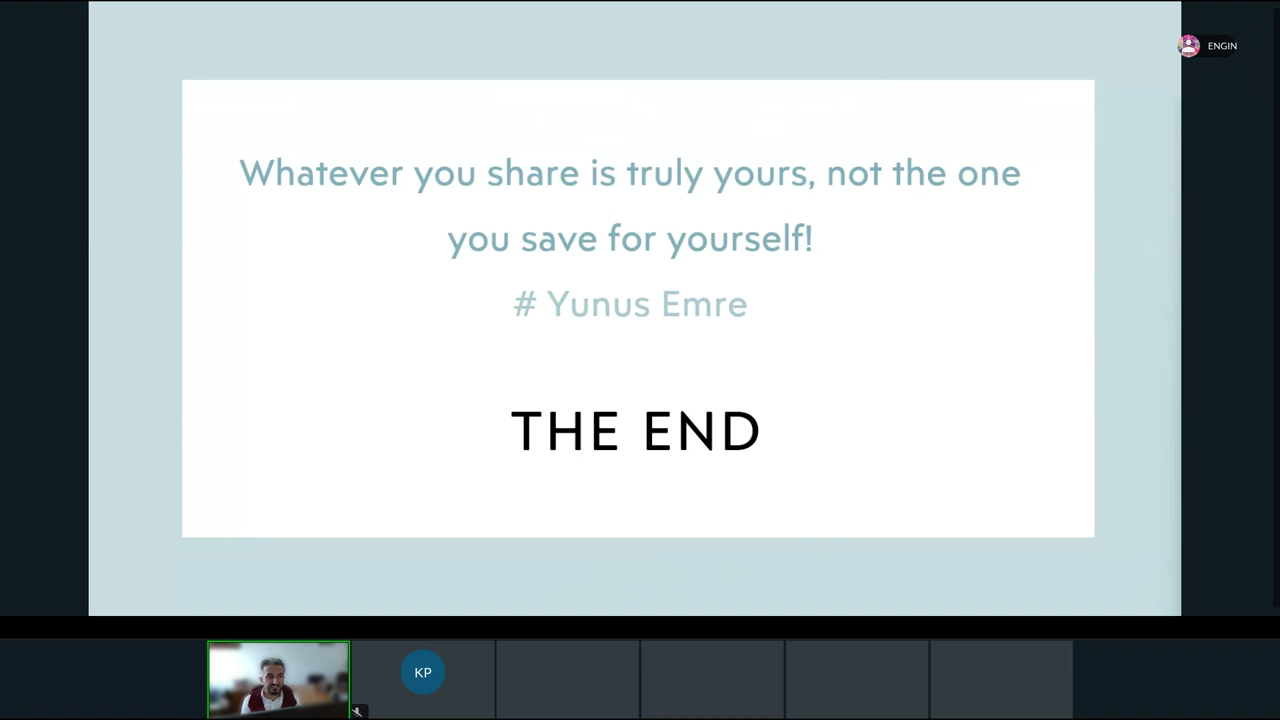 ENGIN
Whatever you share is truly yours, not the one
you save for yourself!
# Yunus Emre
THE END
KP